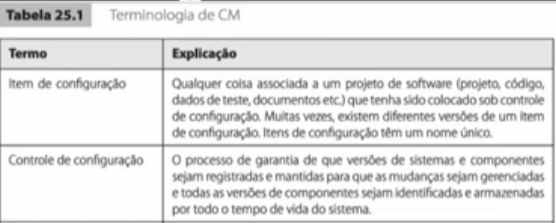 Tabela 25.1 Terminologia de CM
Termo Explicação
Item de configuração Qualquer coisa associada a um projeto de software (projeto, código,
dados de teste, documentos etc.) que tenha sido colocado sob controle
de configuração. Muitas vezes, existem diferentes versões de um item
de configuração. Itens de configuração têm um nome único.
Controle de configuração O processo de garantia de que versões de sistemas e componentes
sejam registradas e mantidas para que as mudanças sejam gerenciadas
e todas as versões de componentes sejam identificadas e armazenadas
por todo o tempo de vida do sistema.